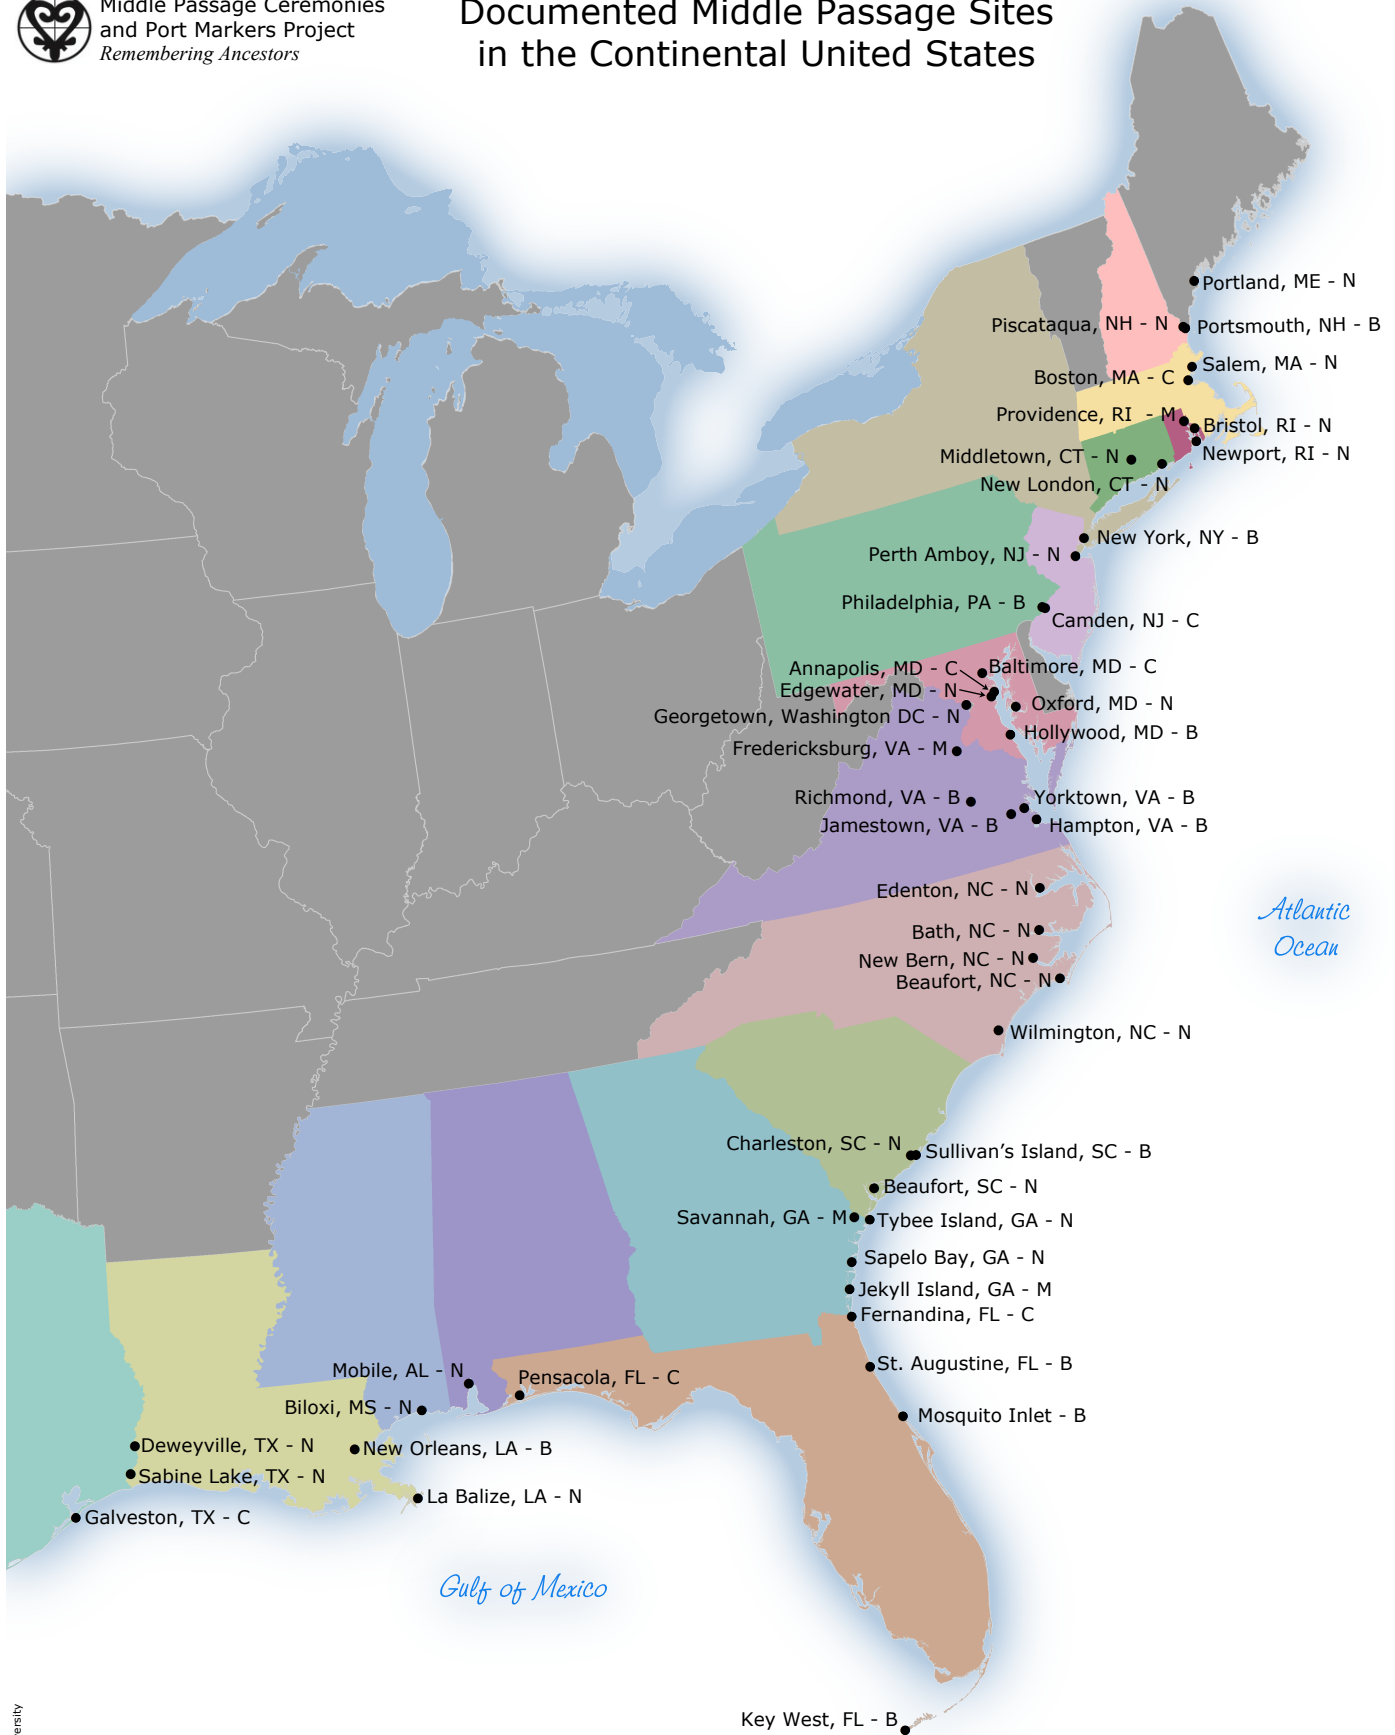 Middle Passage Ceremonies
and Port Markers Project
Remembering Ancestors
Documented Middle Passage Sites
in the Continental United States
Portland, ME - N
Piscataqua, NH - N
Portsmouth, NH - B
Salem, MA - N
Boston, MA - C
Providence, RI - M
Bristol, RI - N
Newport, RI - N
Middletown, CT - N
New London, CT - N
New York, NY - B
Perth Amboy, NJ - N
Philadelphia, PA - B
Camden, NJ - C
Annapolis, MD - C
Baltimore, MD - C
Edgewater, MD - N
Oxford, MD - N
Georgetown, Washington DC - N
Hollywood, MD - B
Fredericksburg, VA - M
Richmond, VA - B
Yorktown, VA - B
Jamestown, VA - B
Hampton, VA - B
Edenton, NC - N
Atlantic
Ocean
Bath, NC - N
New Bern, NC - N
Beaufort, NC - N
Wilmington, NC - N
Charleston, SC - N
Sullivan’s Island, SC - B
Beaufort, SC - N
Savannah, GA - M
Tybee Island, GA - N
Sapelo Bay, GA - N
Jekyll Island, GA - M
Fernandina, FL - C
St. Augustine, FL - B
Mobile, AL - N
Pensacola, FL - C
Biloxi, MS - N
Mosquito Inlet - B
Deweyville, TX - N
New Orleans, LA - B
Sabine Lake, TX - N
La Balize, LA - N
Galveston, TX - C
Gulf of Mexico
Key West, FL - B